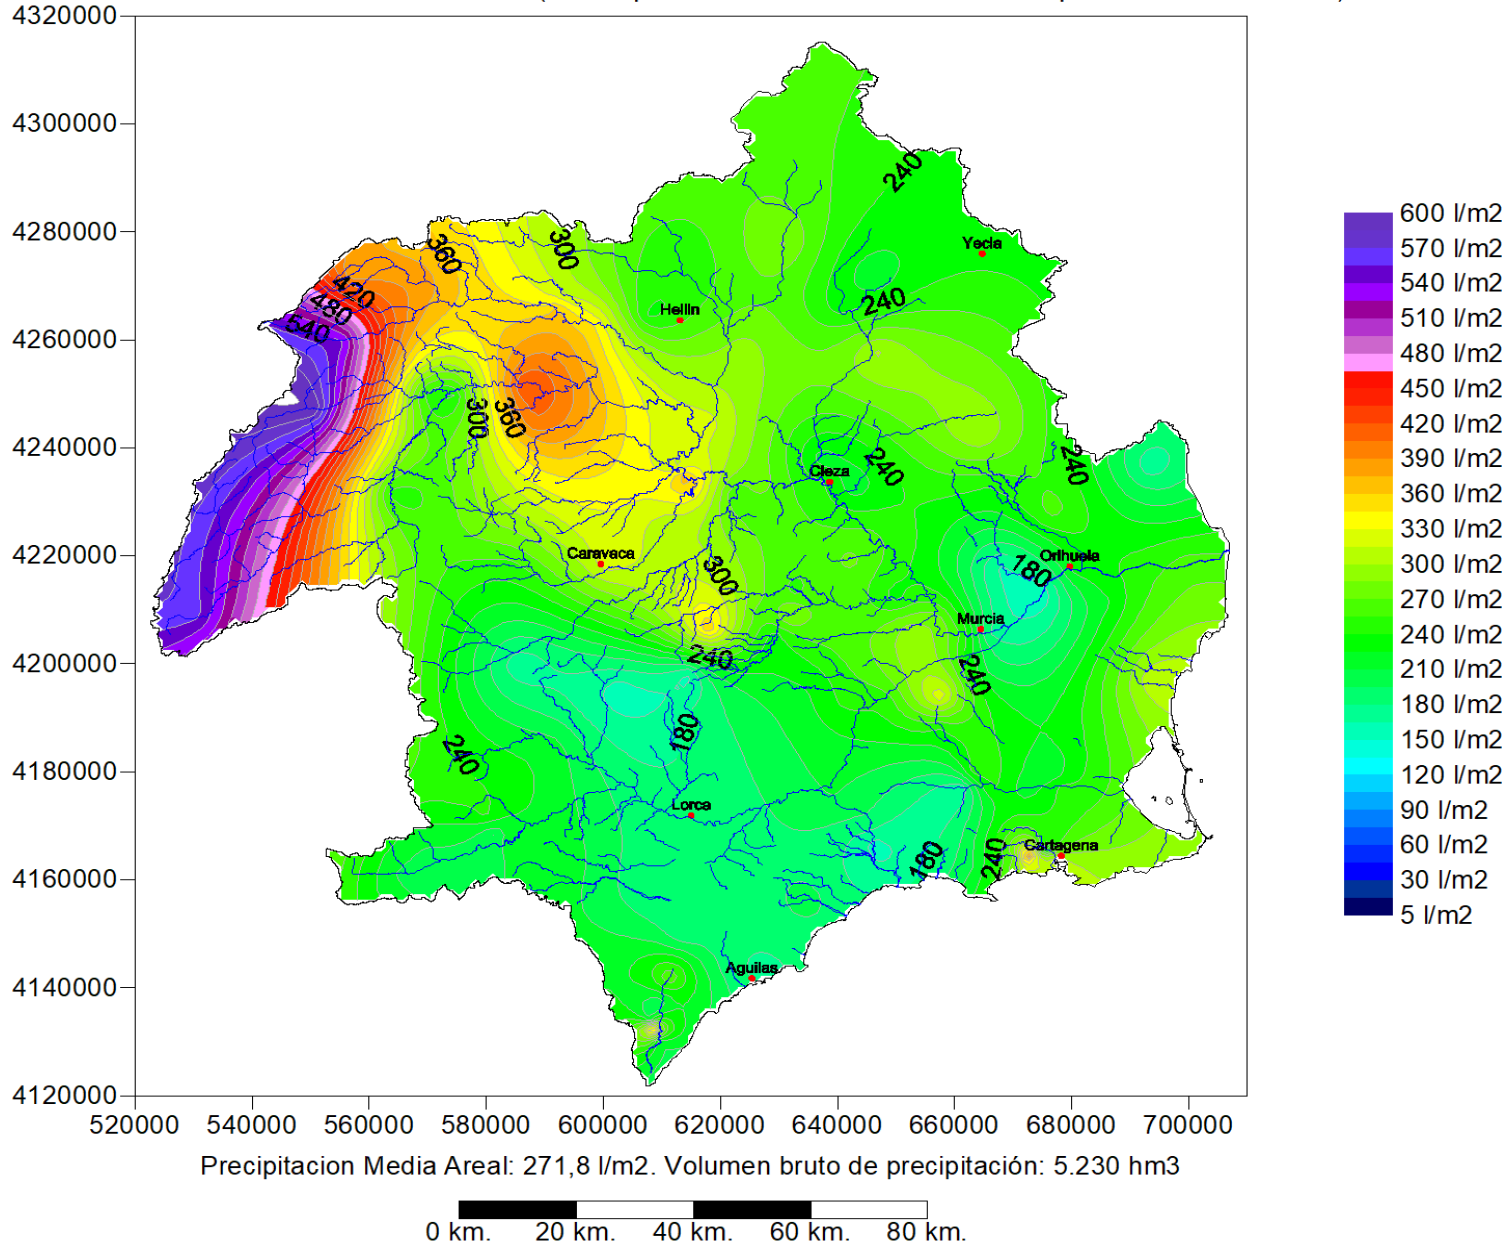 4320000
4300000
4280000
4260000
4240000
4220000
4200000
4180000
4160000
4140000
4120000
520000 540000 560000 580000 600000 620000 640000 660000 680000 700000
240
Yecla
300
360
420
480
540
240
Hellin
300
360
240
Cieza
240
Caravaca
300
Orihuela
180
Murcia
240
240
180
240
Lorca
180
240
Cartagena
Aguilas
600 l/m2
570 l/m2
540 l/m2
510 l/m2
480 l/m2
450 l/m2
420 l/m2
390 l/m2
360 l/m2
330 l/m2
300 l/m2
270 l/m2
240 l/m2
210 l/m2
180 l/m2
150 l/m2
120 l/m2
90 l/m2
60 l/m2
30 l/m2
5 l/m2
Precipitacion Media Areal: 271,8 l/m2. Volumen bruto de precipitación: 5.230 hm3
0 km. 20 km. 40 km. 60 km. 80 km.